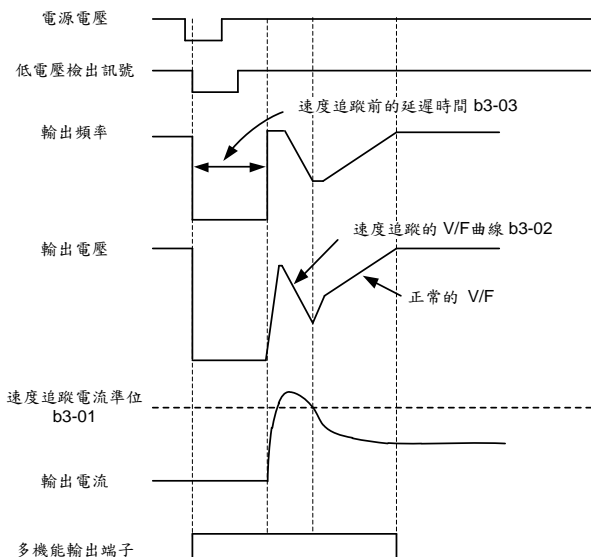 電源電壓
低電壓檢出訊號
速度追蹤前的延遲時間 b3-03
輸出頻率
速度追蹤的 V/F曲線 b3-02
輸出電壓
正常的 V/F
速度追蹤電流準位
b3-01
輸出電流
多機能輸出端子